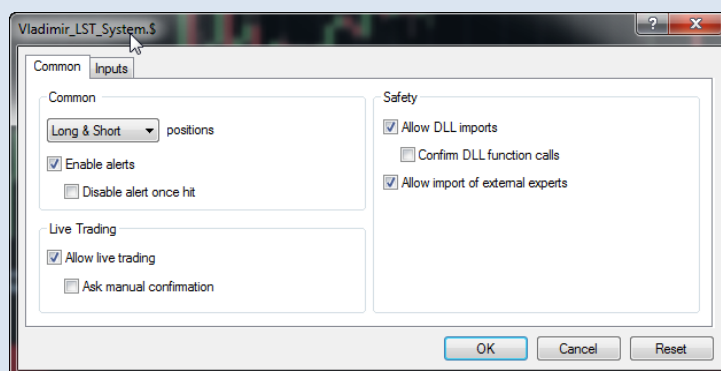 Vladimir_LST_System.$
?
Common
Inputs
Common
Long & Short
positions
Enable alerts
Disable alert once hit
Live Trading
Allow live trading
Ask manual confirmation
Safety
Allow DLL imports
Confirm DLL function calls
Allow import of external experts
OK
Cancel
Reset